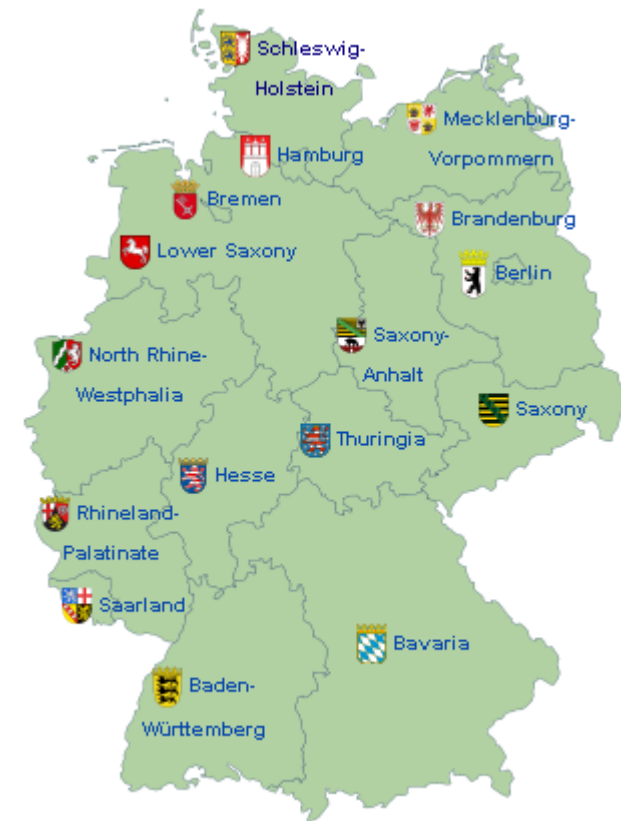 Schleswig-
Holstein
Mecklenburg-
Vorpommern
Hamburg
Bremen
Brandenburg
Lower Saxony
Berlin
North Rhine-
Westphalia
Saxony-
Anhalt
Saxony
Thuringia
Hesse
Rhineland-
Palatinate
Saarland
Bavaria
Baden-
Württemberg